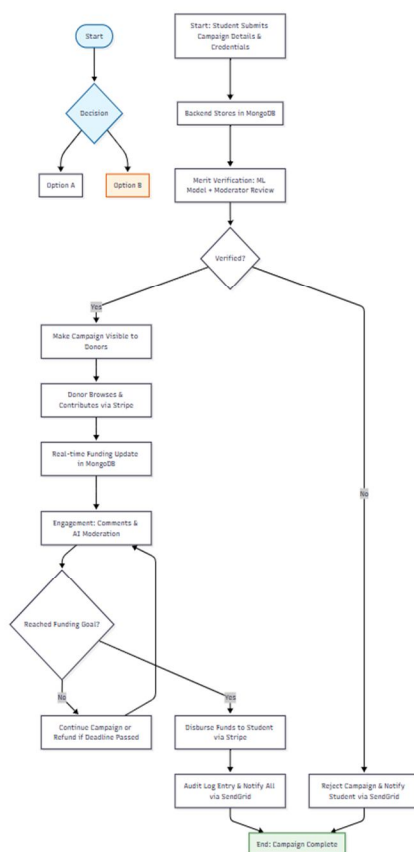 Start
Decision
Option A
Option B
Start: Student Submits
Campaign Details &
Credentials
Backend Stores in MongoDB
Merit Verification: ML
Model + Moderator Review
Verified?
Yes
No
Make Campaign Visible to
Donors
Donor Browses &
Contributes via Stripe
Real-time Funding Update
in MongoDB
Engagement: Comments &
AI Moderation
Reached Funding Goal?
No
Yes
Continue Campaign or
Refund if Deadline Passed
Disburse Funds to Student
via Stripe
Audit Log Entry & Notify All
via SendGrid
Reject Campaign & Notify
Student via SendGrid
End: Campaign Complete